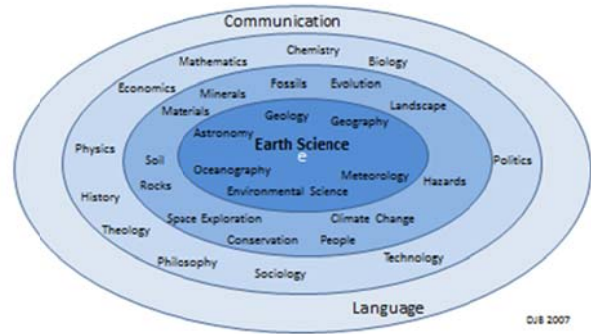 Communication
Chemistry
Mathematics
Biology
Economics
Fossils
Evolution
Minerals
Materials
Landscape
Geology
Geography
Astronomy
Earth Science
e
Physics
Soil
Politics
Oceanography
Meteorology
Rocks
Hazards
Environmental Science
History
Space Exploration
Climate Change
Theology
Conservation
People
Philosophy
Technology
Sociology
Language
DJB 2007